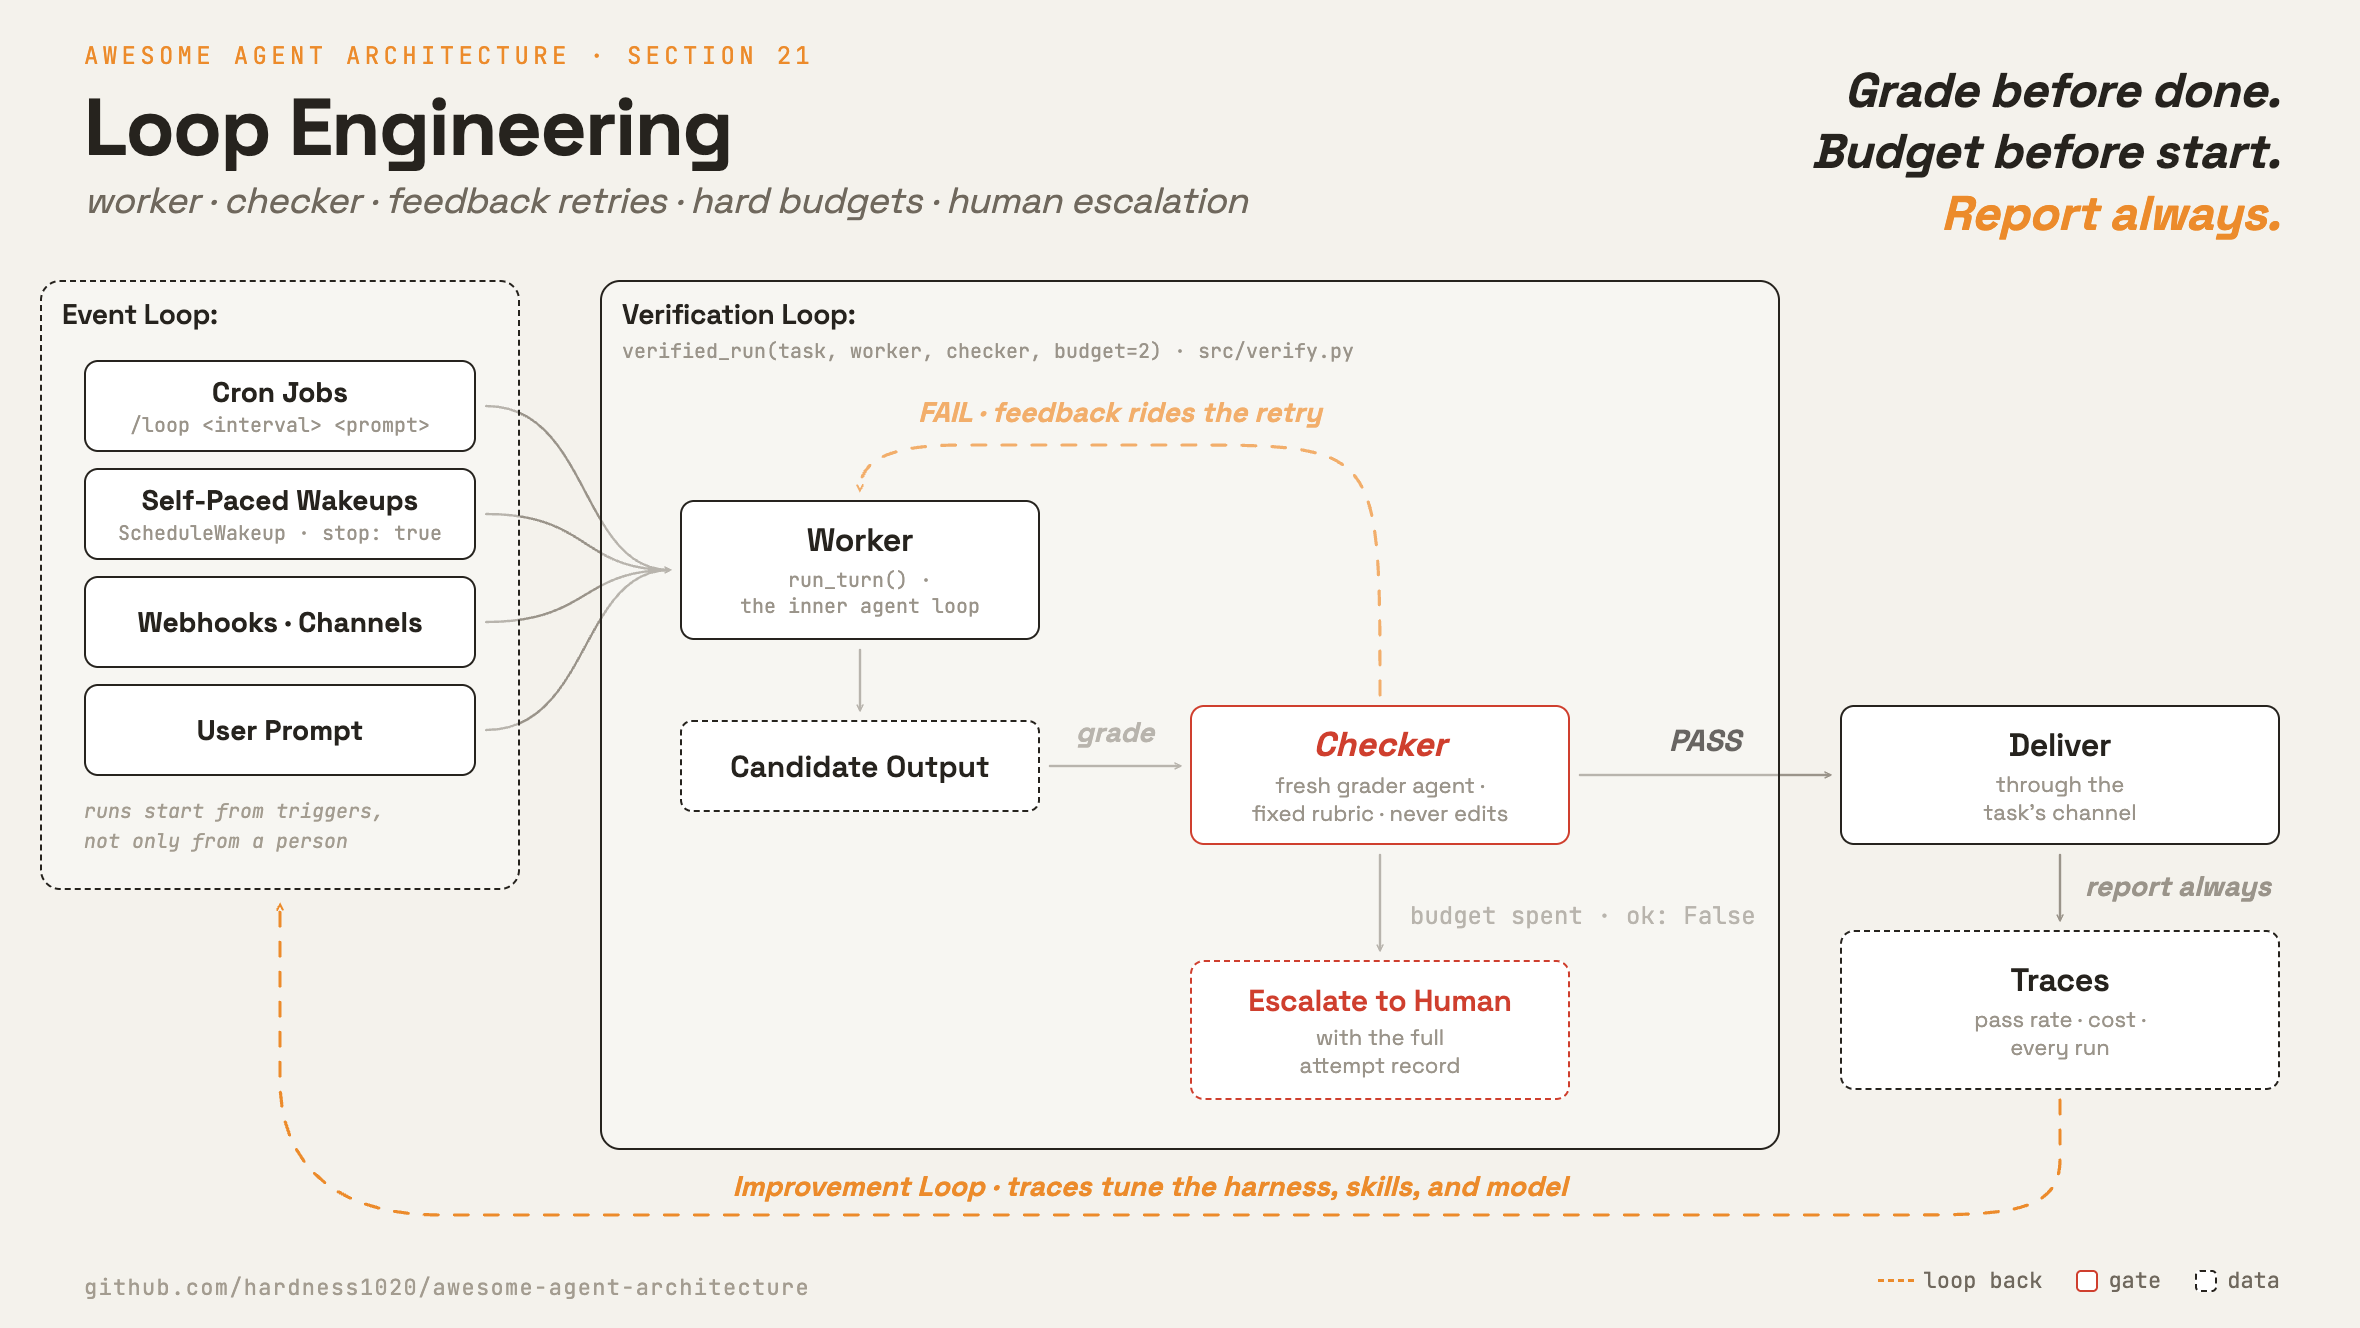 AWESOME AGENT ARCHITECTURE · SECTION 21
Loop Engineering
worker · checker · feedback retries · hard budgets · human escalation
Grade before done.
Budget before start.
Report always.
Event Loop:
Cron Jobs
/loop <interval> <prompt>
Self-Paced Wakeups
ScheduleWakeup · stop: true
Webhooks · Channels
User Prompt
runs start from triggers,
not only from a person
Verification Loop:
verified_run(task, worker, checker, budget=2) · src/verify.py
FAIL · feedback rides the retry
Worker
run_turn() ·
the inner agent loop
Candidate Output
grade
Checker
fresh grader agent ·
fixed rubric · never edits
PASS
budget spent · ok: False
Escalate to Human
with the full
attempt record
Deliver
through the
task's channel
report always
Traces
pass rate · cost ·
every run
Improvement Loop · traces tune the harness, skills, and model
github.com/hardness1020/awesome-agent-architecture
loop back
gate
data